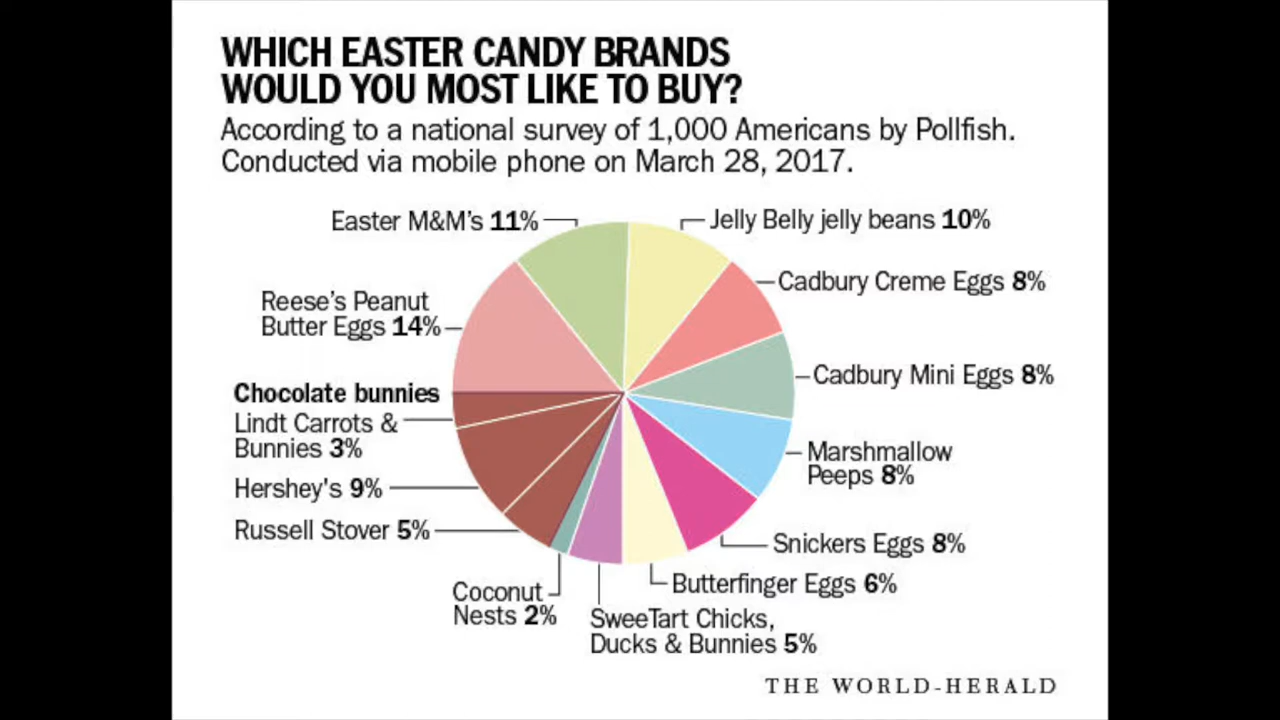 WHICH EASTER CANDY BRANDS
WOULD YOU MOST LIKE TO BUY?
According to a national survey of 1,000 Americans by Pollfish.
Conducted via mobile phone on March 28, 2017.
Easter M&M's 11%
Jelly Belly jelly beans 10%
Cadbury Creme Eggs 8%
Reese's Peanut
Butter Eggs 14%
Cadbury Mini Eggs 8%
Chocolate bunnies
Lindt Carrots &
Bunnies 3%
Marshmallow
Peeps 8%
Hershey's 9%
Russell Stover 5%
Snickers Eggs 8%
Butterfinger Eggs 6%
Coconut
Nests 2%
SweeTart Chicks,
Ducks & Bunnies 5%
THE WORLD-HERALD